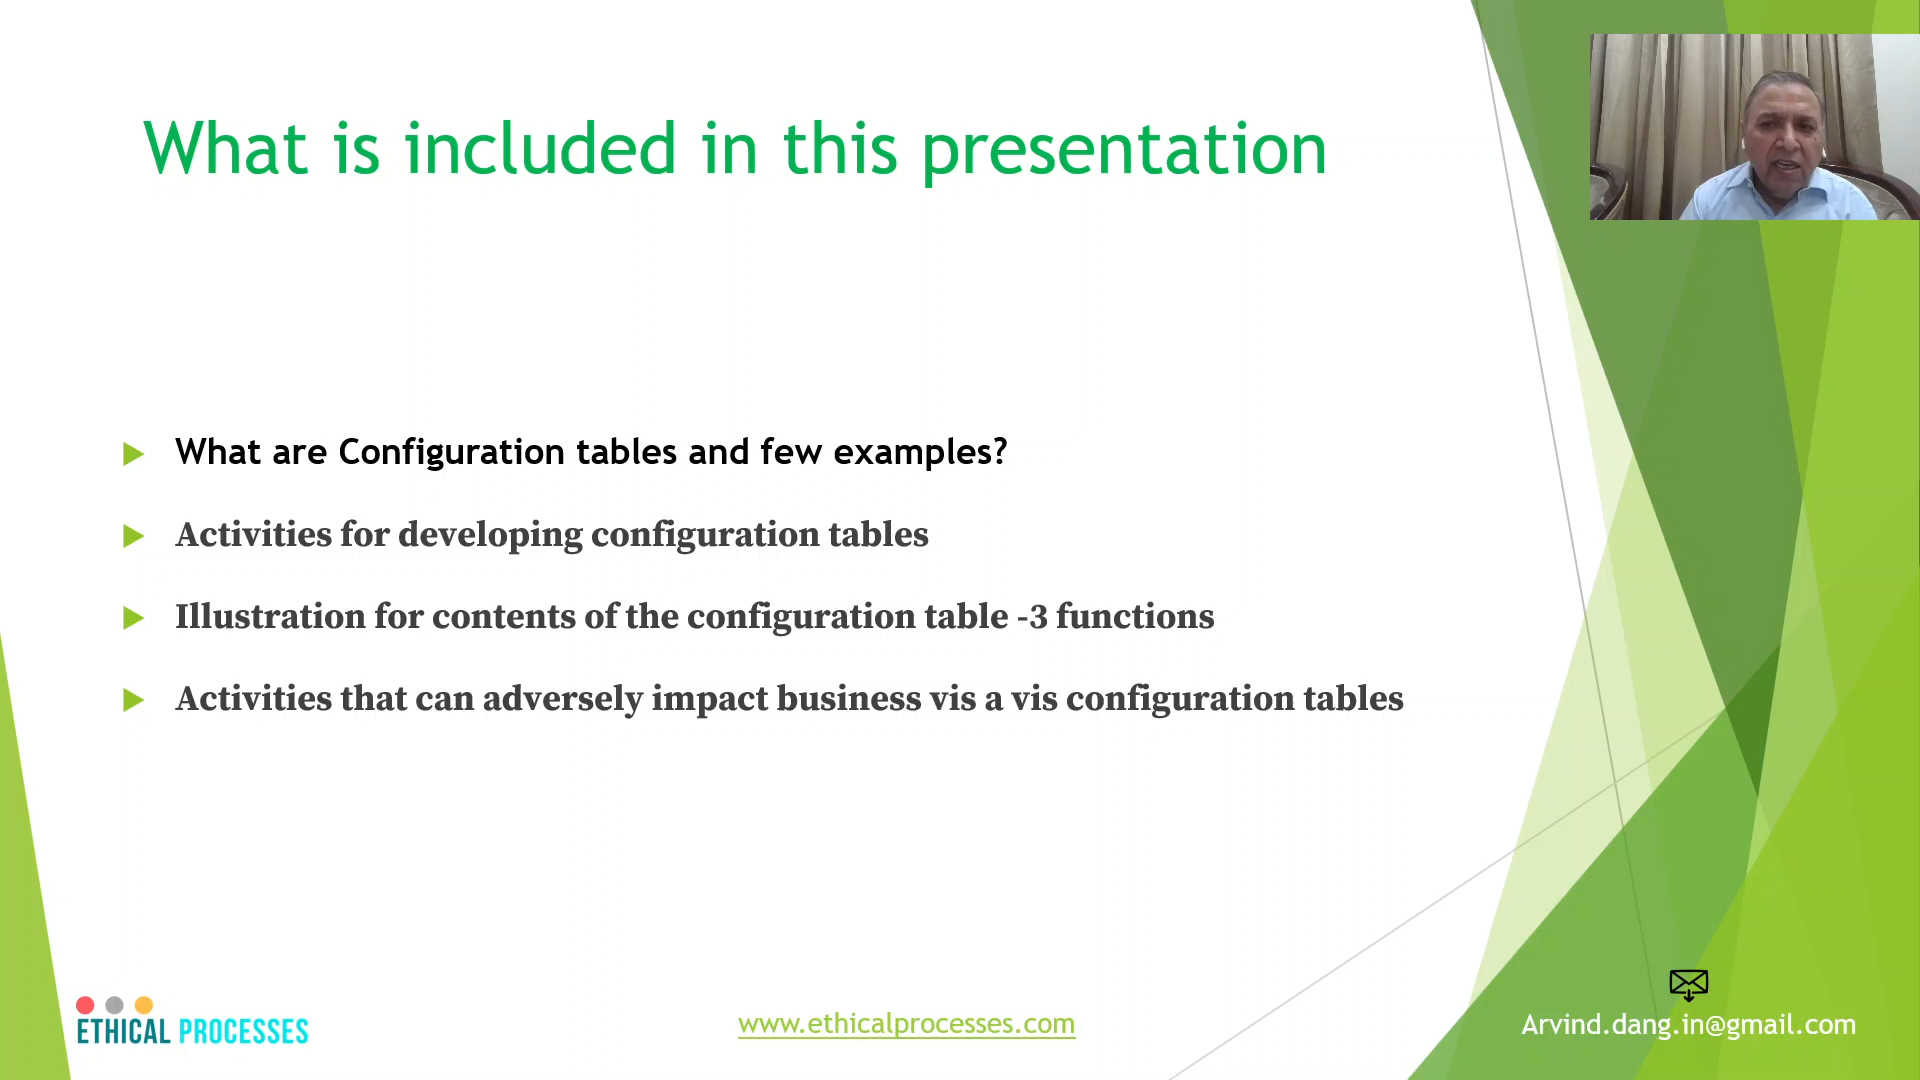 What is included in this presentation
What are Configuration tables and few examples?
Activities for developing configuration tables
Illustration for contents of the configuration table -3 functions
Activities that can adversely impact business vis a vis configuration tables
ETHICAL PROCESSES
www.ethicalprocesses.com
Arvind.dang.in@gmail.com